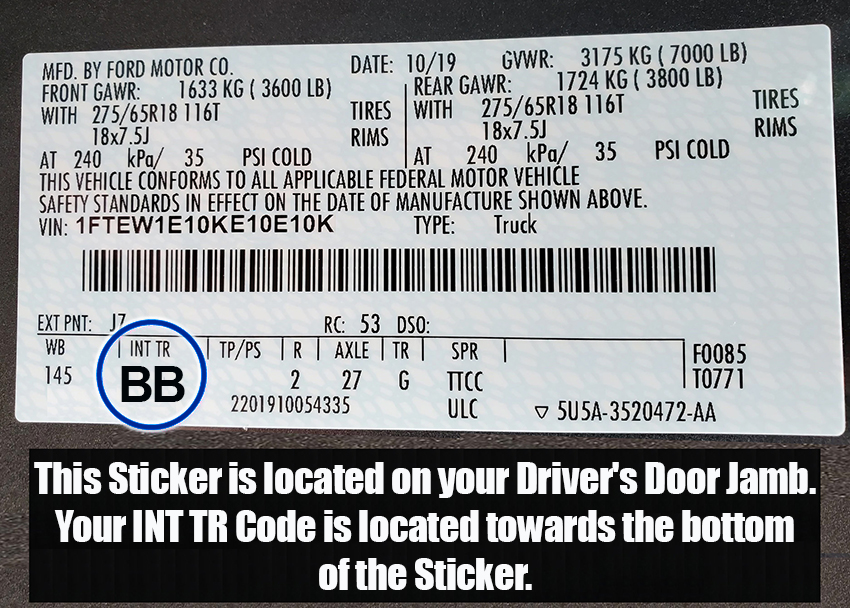 MFD. BY FORD MOTOR CO. DATE: 10/19 GVWR: 3175 KG ( 7000 LB)
FRONT GAWR: 1633 KG ( 3600 LB) REAR GAWR: 1724 KG ( 3800 LB)
WITH 275/65R18 116T TIRES WITH 275/65R18 116T TIRES
18x7.5J RIMS 18x7.5J RIMS
AT 240 kPa/ 35 PSI COLD AT 240 kPa/ 35 PSI COLD
THIS VEHICLE CONFORMS TO ALL APPLICABLE FEDERAL MOTOR VEHICLE
SAFETY STANDARDS IN EFFECT ON THE DATE OF MANUFACTURE SHOWN ABOVE.
VIN: 1FTEW1E10KE10E10K TYPE: Truck
EXT PNT: J7 RC: 53 DSO:
WB INT TR TP/PS R AXLE TR SPR F0085
145 BB 2 27 G TTCC T0771
2201910054335 ULC ▽ 5U5A-3520472-AA
This Sticker is located on your Driver's Door Jamb.
Your INT TR Code is located towards the bottom
of the Sticker.